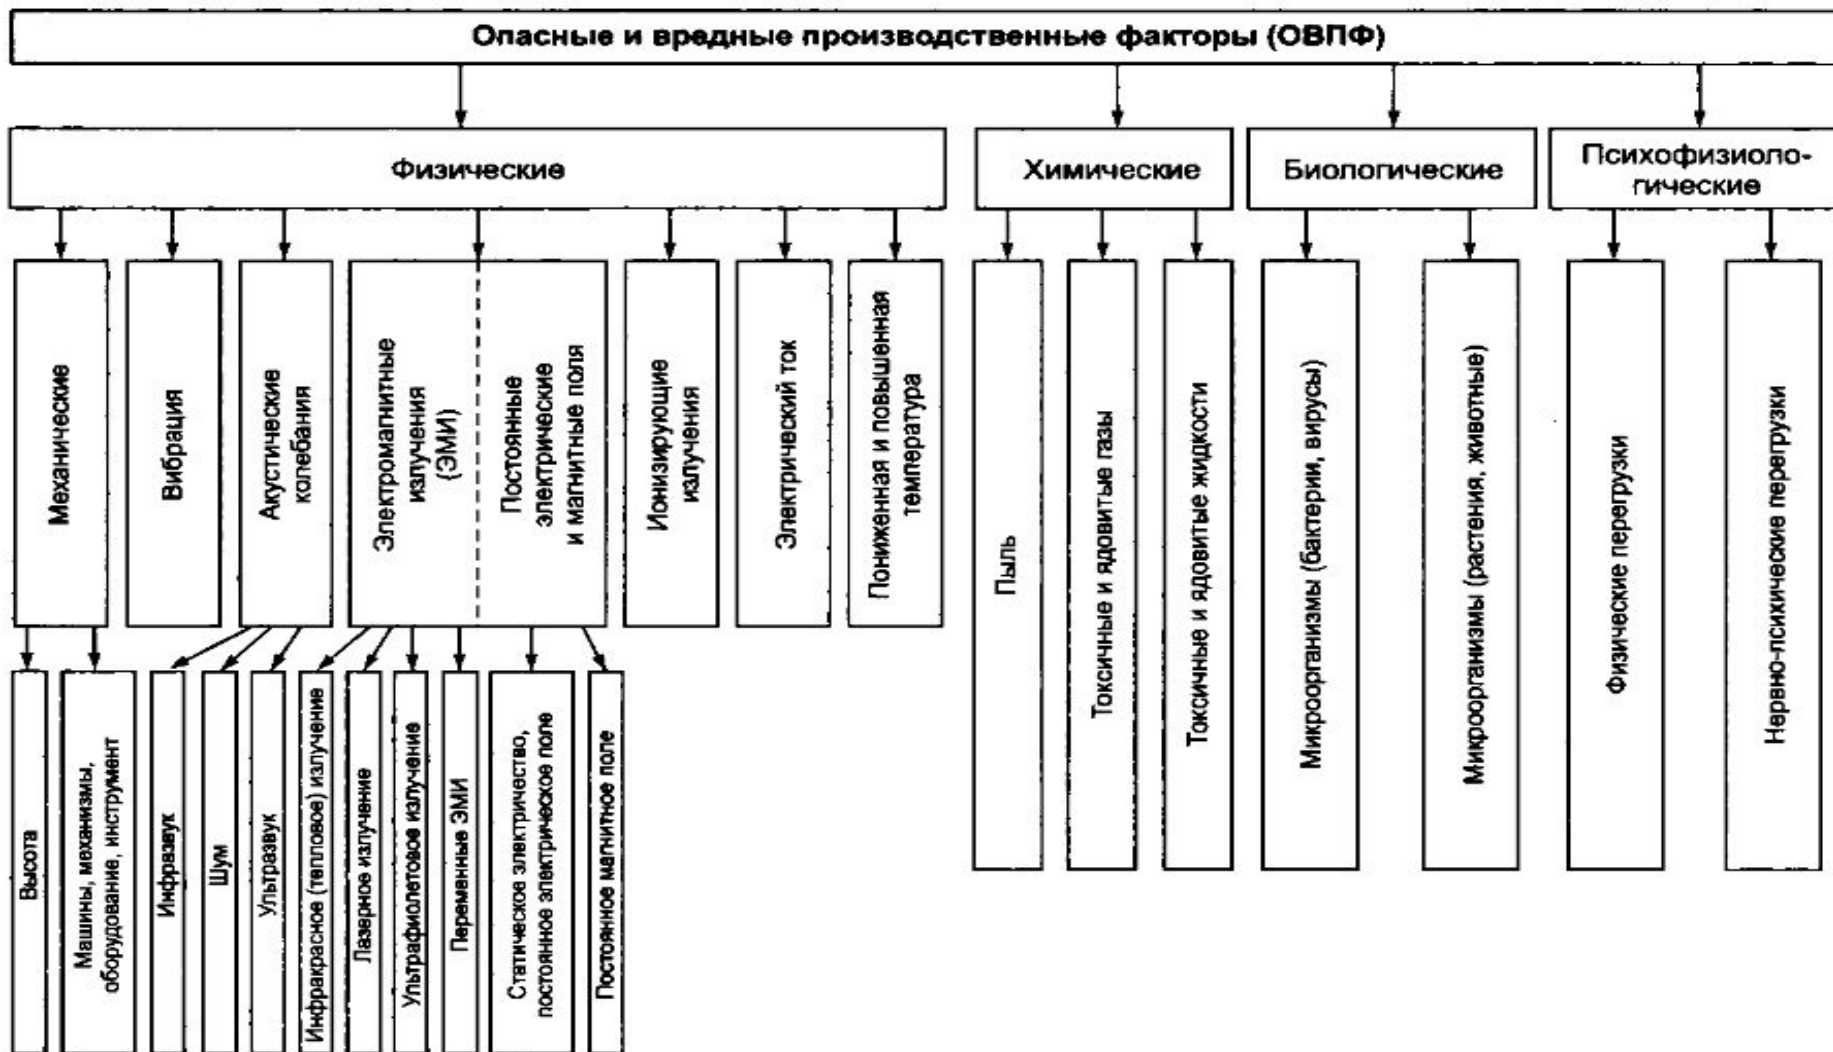 Опасные и вредные производственные факторы (ОВПФ)
Физические
Химические
Биологические
Психофизиоло-
гические
Механические
Вибрация
Акустические
колебания
Электромагнитные
излучения
(ЭМИ)
Постоянные
электрические
и магнитные поля
Ионизирующие
излучения
Электрический ток
Пониженная и повышенная
температура
Пыль
Токсичные и ядовитые газы
Токсичные и ядовитые жидкости
Микроорганизмы (бактерии, вирусы)
Микроорганизмы (растения, животные)
Физические перегрузки
Нервно-психические перегрузки
Высота
Машины, механизмы,
оборудование, инструмент
Инфразвук
Шум
Ультразвук
Инфракрасное (тепловое) излучение
Лазерное излучение
Ультрафиолетовое излучение
Переменные ЭМИ
Статическое электричество,
постоянное электрическое поле
Постоянное магнитное поле